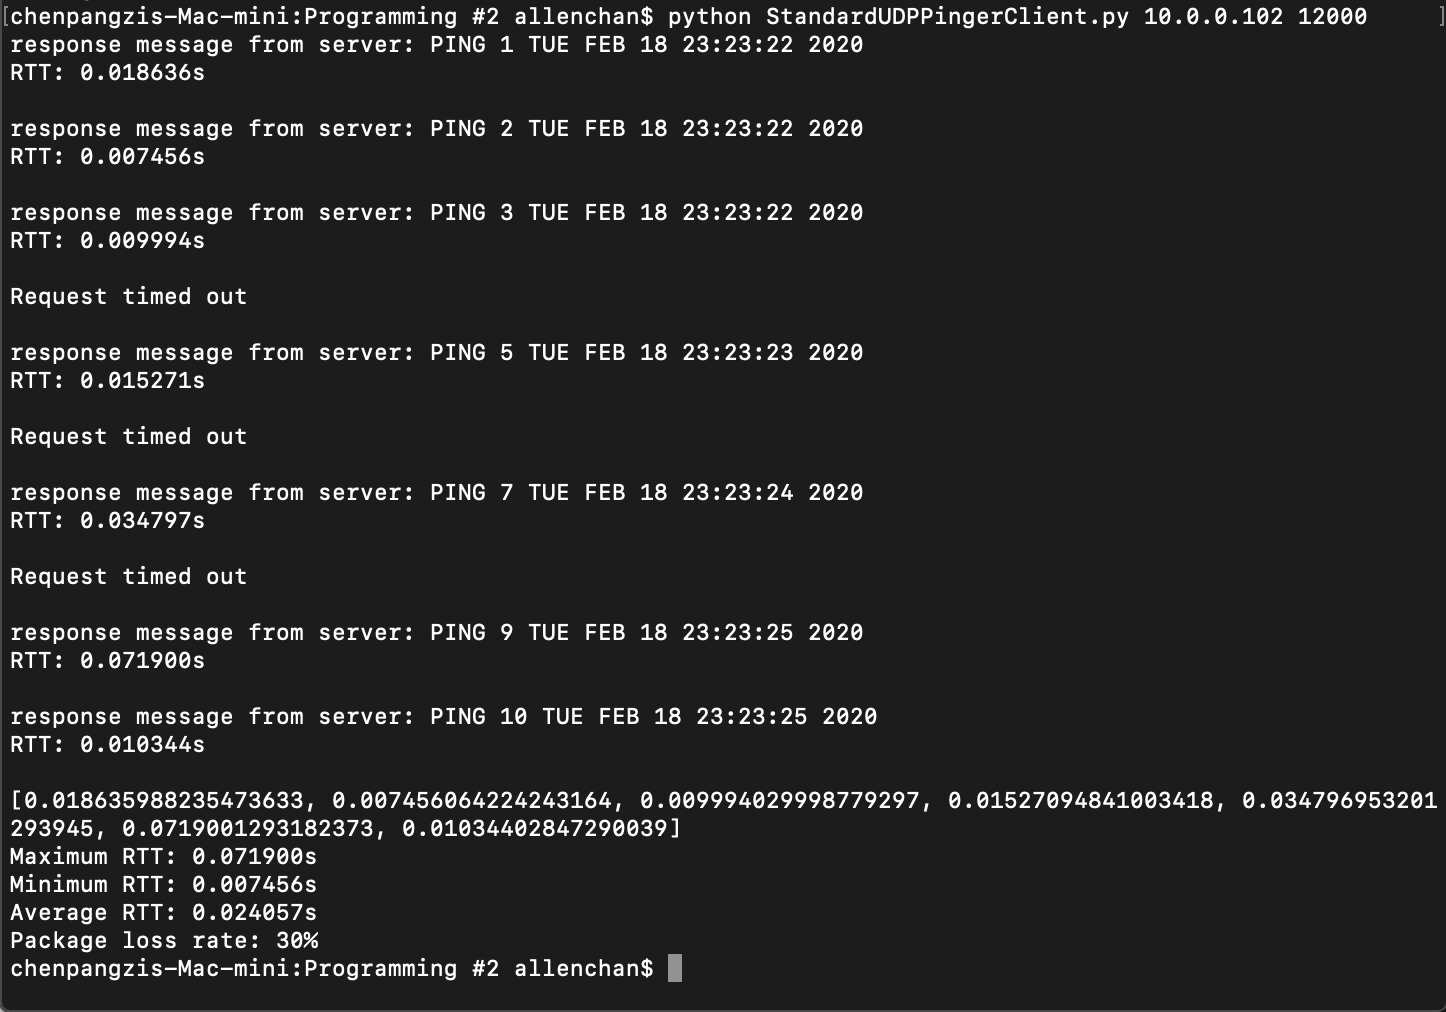 [chenpangzis-Mac-mini:Programming #2 allenchan$ python StandardUDPPingerClient.py 10.0.0.102 12000 ]
response message from server: PING 1 TUE FEB 18 23:23:22 2020
RTT: 0.018636s
response message from server: PING 2 TUE FEB 18 23:23:22 2020
RTT: 0.007456s
response message from server: PING 3 TUE FEB 18 23:23:22 2020
RTT: 0.009994s
Request timed out
response message from server: PING 5 TUE FEB 18 23:23:23 2020
RTT: 0.015271s
Request timed out
response message from server: PING 7 TUE FEB 18 23:23:24 2020
RTT: 0.034797s
Request timed out
response message from server: PING 9 TUE FEB 18 23:23:25 2020
RTT: 0.071900s
response message from server: PING 10 TUE FEB 18 23:23:25 2020
RTT: 0.010344s
[0.018635988235473633, 0.007456064224243164, 0.009994029998779297, 0.01527094841003418, 0.034796953201
293945, 0.0719001293182373, 0.01034402847290039]
Maximum RTT: 0.071900s
Minimum RTT: 0.007456s
Average RTT: 0.024057s
Package loss rate: 30%
chenpangzis-Mac-mini:Programming #2 allenchan$